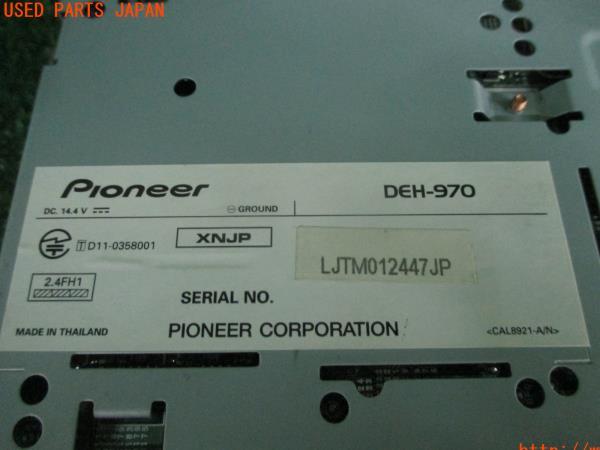 USED PARTS JAPAN
Pioneer
DEH-970
DC. 14.4 V
GROUND
T D11-0358001
XNJP
LJTM012447JP
2.4FH1
SERIAL NO.
MADE IN THAILAND
PIONEER CORPORATION
<CAL8921-A/N>